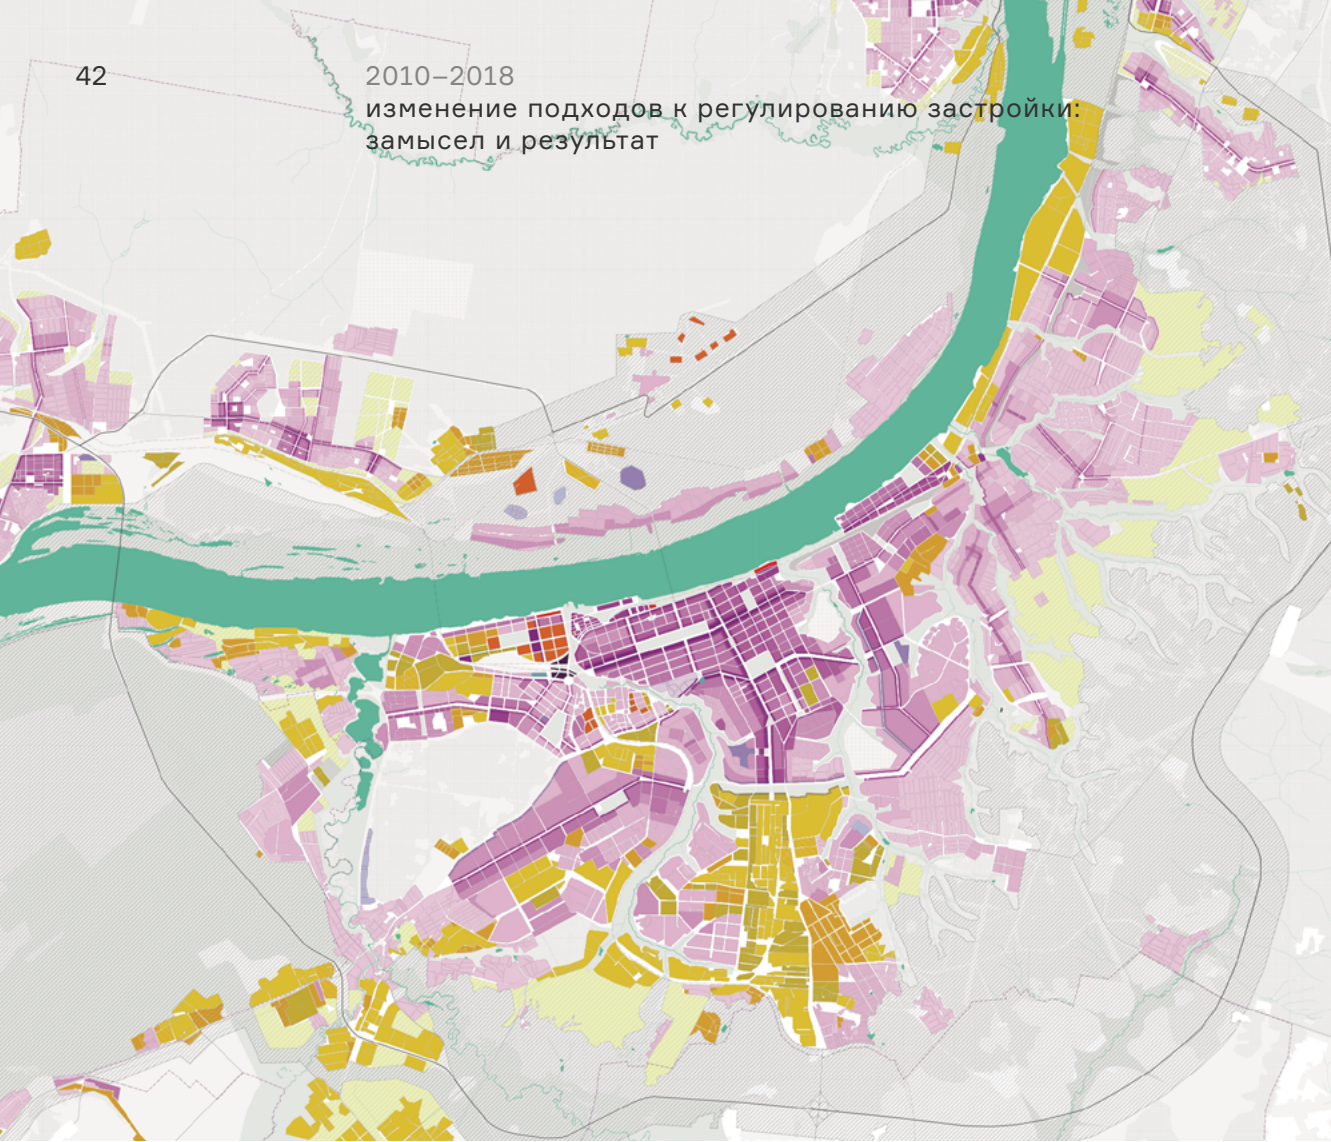 42
2010–2018
изменение подходов к регулированию застройки:
замысел и результат